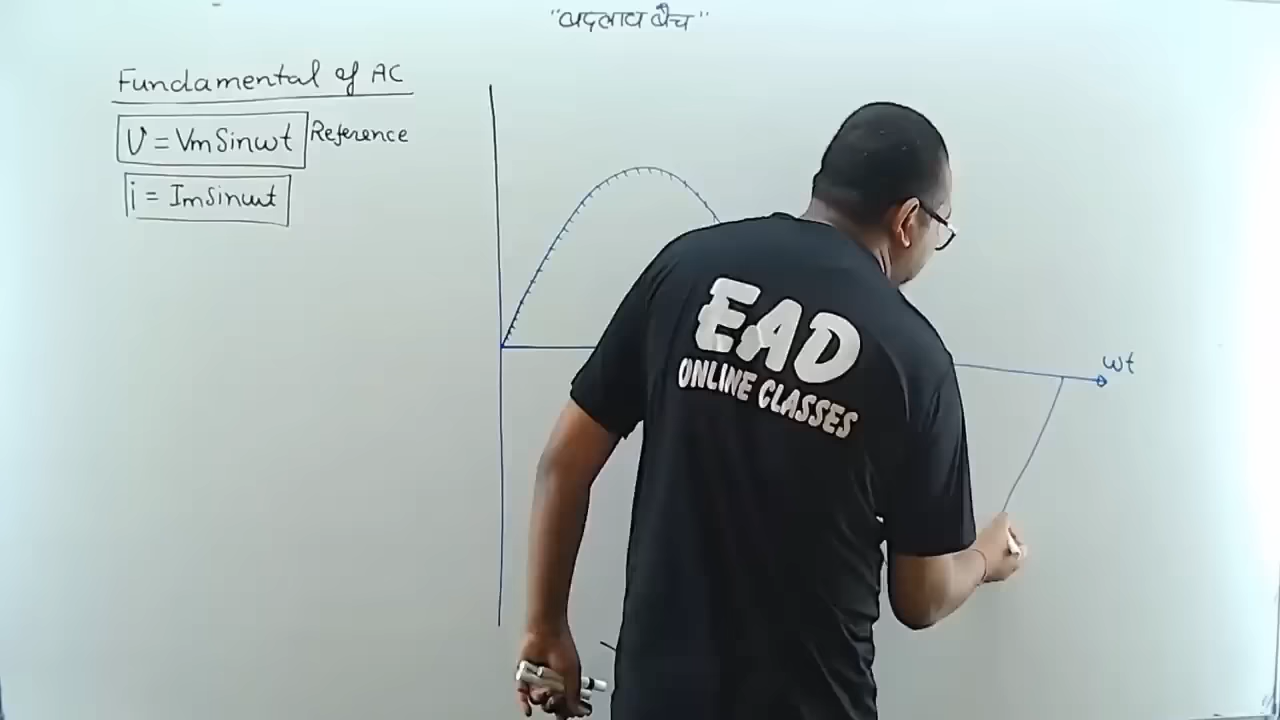 "बदलाव बैच"
Fundamental of AC
V = Vm Sinωt Reference
i = Im Sinωt
ωt
EAD
ONLINE CLASSES